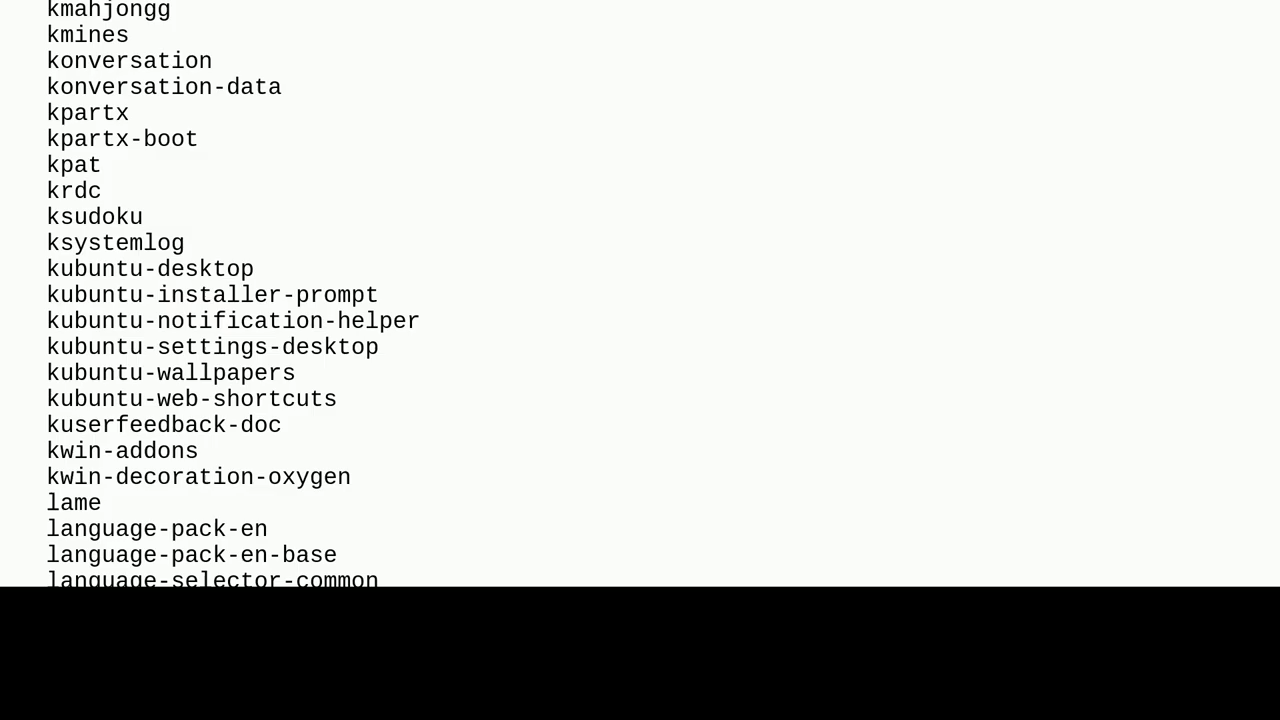 kmahjongg
kmines
konversation
konversation-data
kpartx
kpartx-boot
kpat
krdc
ksudoku
ksystemlog
kubuntu-desktop
kubuntu-installer-prompt
kubuntu-notification-helper
kubuntu-settings-desktop
kubuntu-wallpapers
kubuntu-web-shortcuts
kuserfeedback-doc
kwin-addons
kwin-decoration-oxygen
lame
language-pack-en
language-pack-en-base
language-selector-common